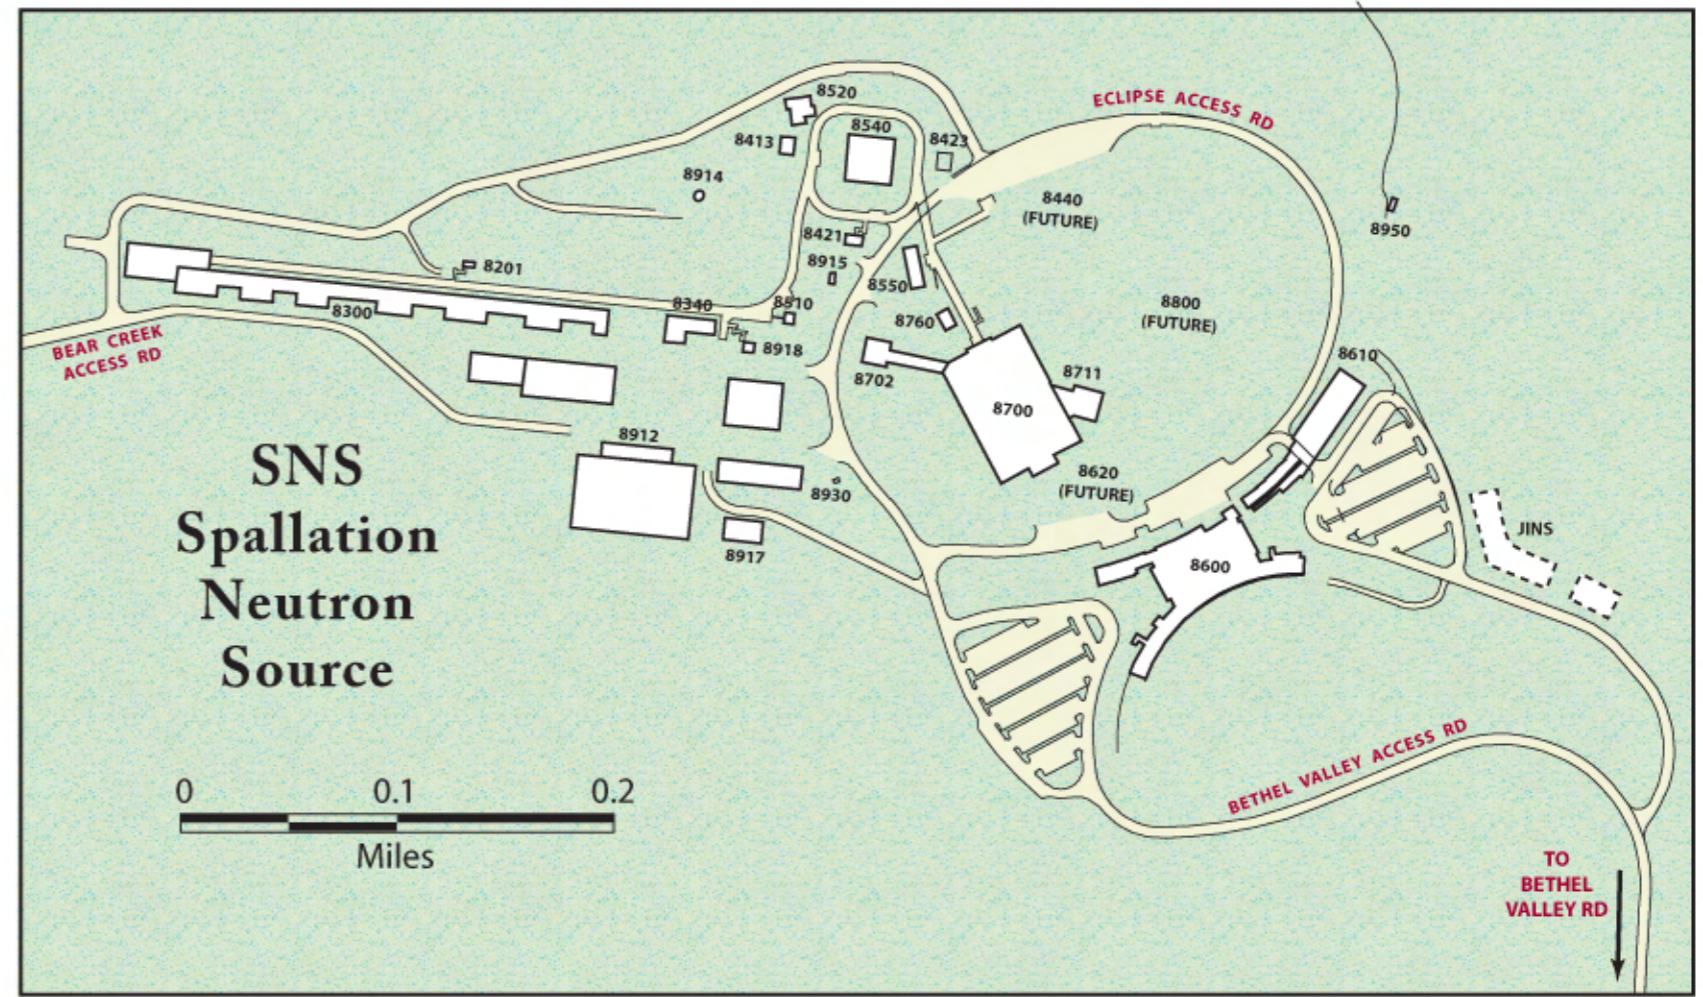 ECLIPSE ACCESS RD
8520
8540
8413
8423
8914
8440
(FUTURE)
8950
8421
8915
8201
8550
8510
8340
8300
8760
8800
(FUTURE)
BEAR CREEK
ACCESS RD
8918
8702
8711
8610
8700
8912
8620
(FUTURE)
8930
8917
JINS
8600
SNS
Spallation
Neutron
Source
0 0.1 0.2
Miles
BETHEL VALLEY ACCESS RD
TO
BETHEL
VALLEY RD